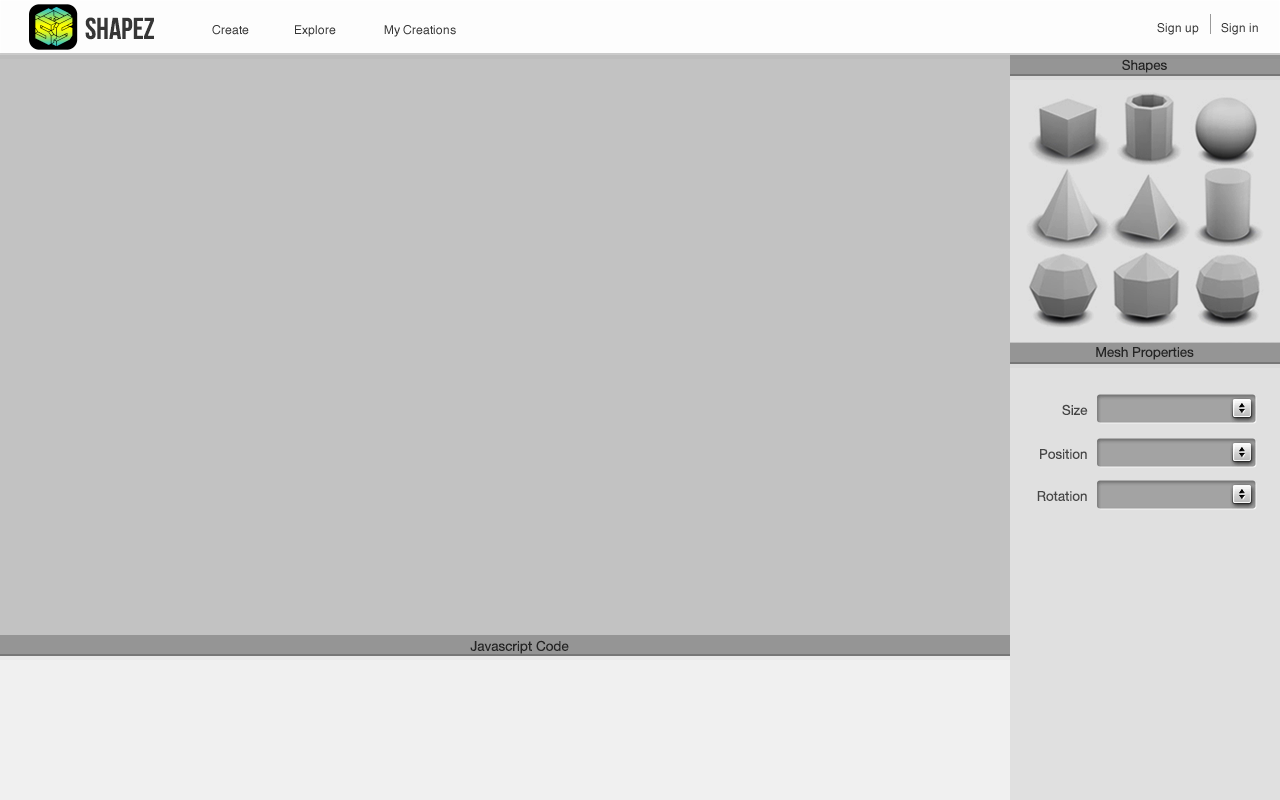 SHAPEZ
Create
Explore
My Creations
Sign up
Sign in
Shapes
Mesh Properties
Size
Position
Rotation
Javascript Code